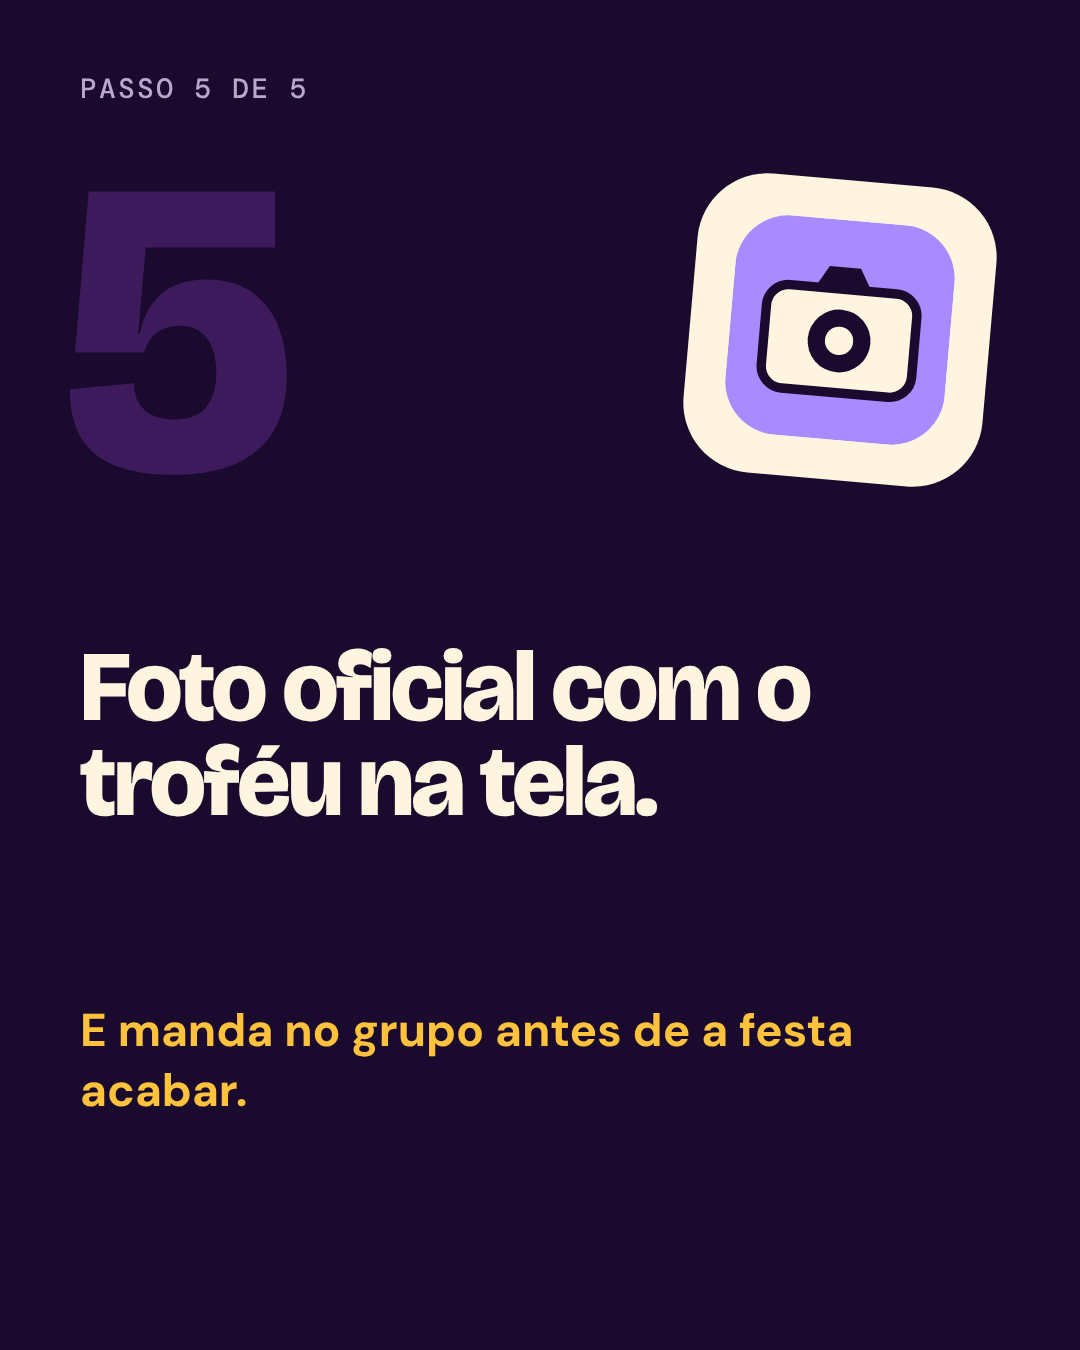 PASSO 5 DE 5
5
Foto oficial com o
troféu na tela.
E manda no grupo antes de a festa
acabar.